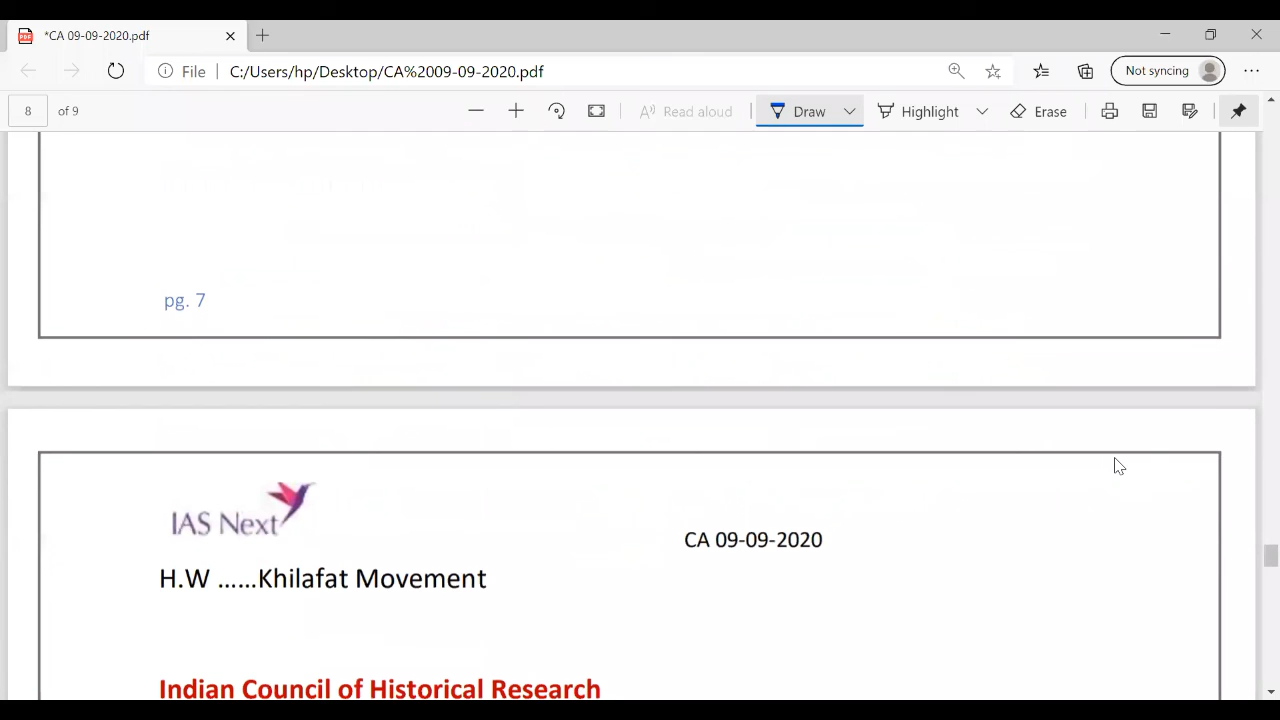 *CA 09-09-2020.pdf
File | C:/Users/hp/Desktop/CA%2009-09-2020.pdf
Not syncing
8 of 9
Read aloud
Draw
Highlight
Erase
pg. 7
IAS Next
CA 09-09-2020
H.W ......Khilafat Movement
Indian Council of Historical Research